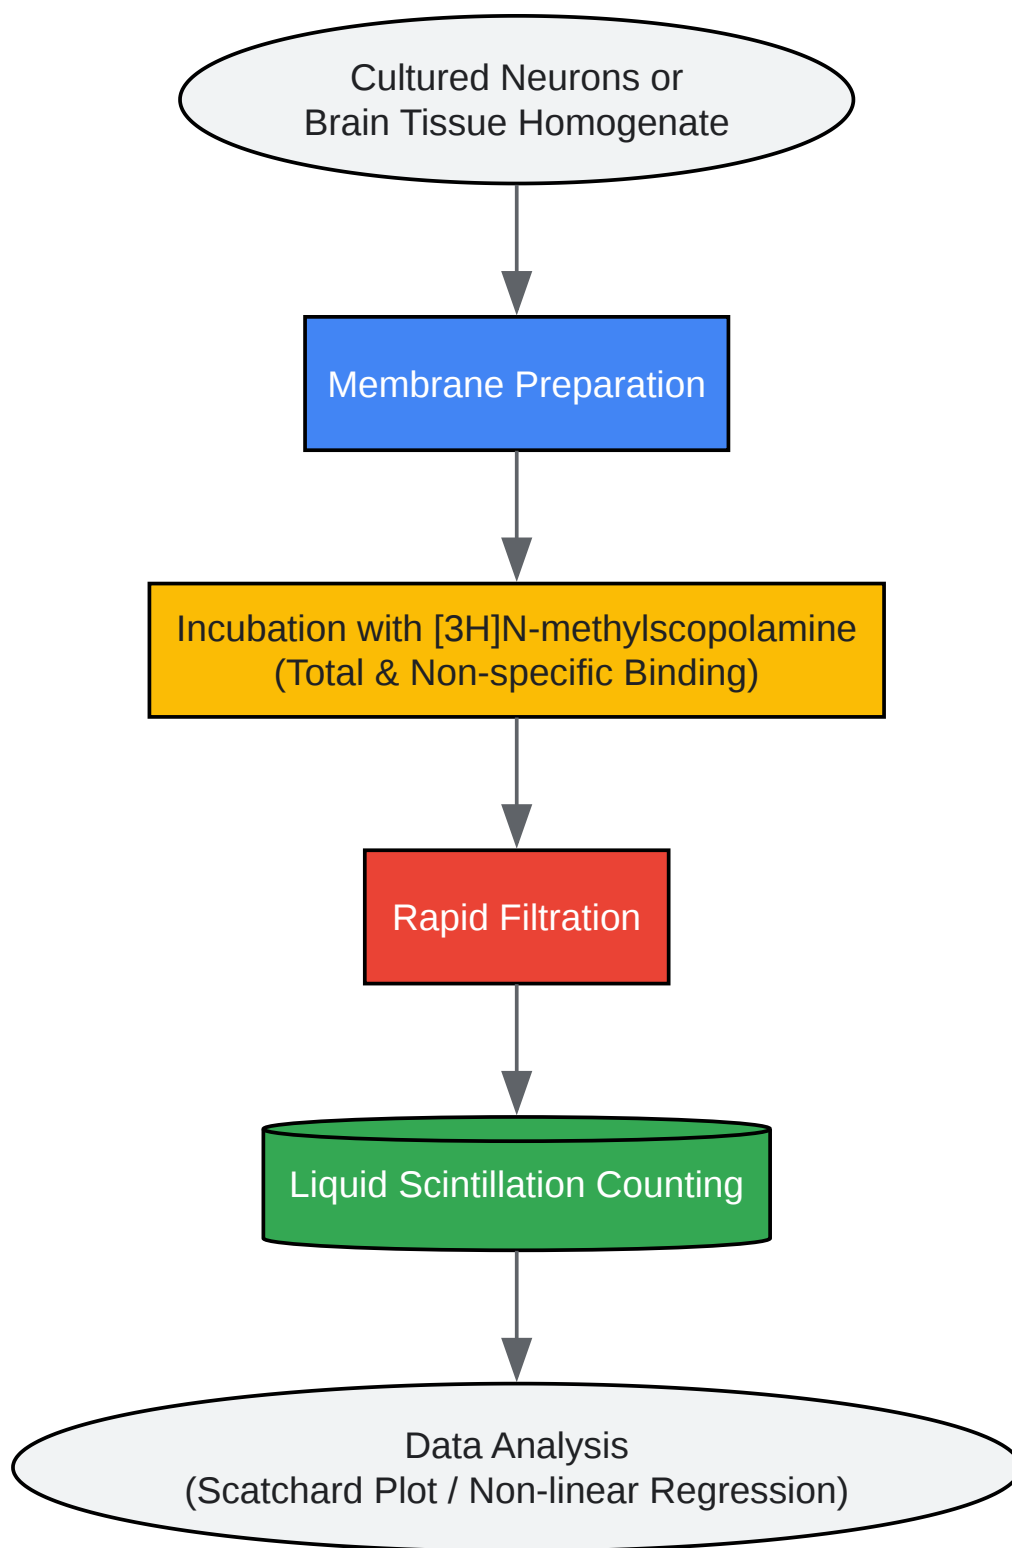 Cultured Neurons or
Brain Tissue Homogenate
Membrane Preparation
Incubation with [3H]N-methylscopolamine
(Total & Non-specific Binding)
Rapid Filtration
Liquid Scintillation Counting
Data Analysis
(Scatchard Plot / Non-linear Regression)